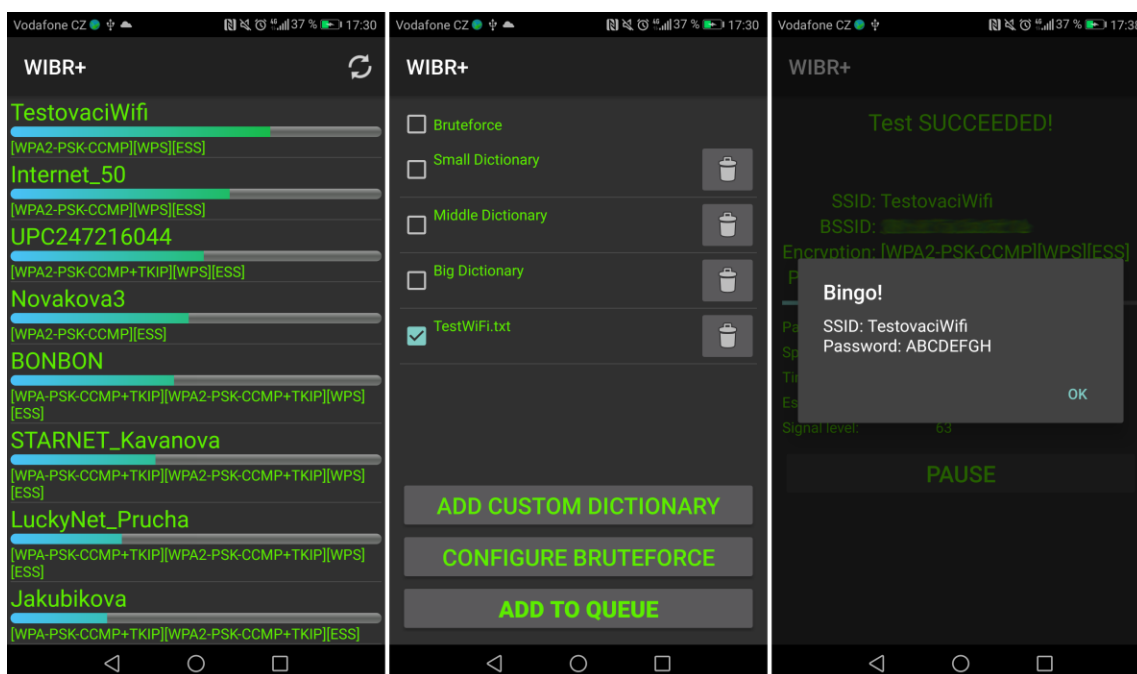 Vodafone CZ
37 % 17:30
WIBR+
TestovaciWifi
[WPA2-PSK-CCMP][WPS][ESS]
Internet_50
[WPA2-PSK-CCMP][WPS][ESS]
UPC247216044
[WPA2-PSK-CCMP+TKIP][WPS][ESS]
Novakova3
[WPA2-PSK-CCMP][ESS]
BONBON
[WPA-PSK-CCMP+TKIP][WPA2-PSK-CCMP+TKIP][WPS]
[ESS]
STARNET_Kavanova
[WPA-PSK-CCMP+TKIP][WPA2-PSK-CCMP+TKIP][WPS]
[ESS]
LuckyNet_Prucha
[WPA-PSK-CCMP+TKIP][WPA2-PSK-CCMP+TKIP][WPS]
[ESS]
Jakubikova
[WPA-PSK-CCMP+TKIP][WPA2-PSK-CCMP+TKIP][ESS]
Vodafone CZ
37 % 17:30
WIBR+
Bruteforce
Small Dictionary
Middle Dictionary
Big Dictionary
TestWiFi.txt
ADD CUSTOM DICTIONARY
CONFIGURE BRUTEFORCE
ADD TO QUEUE
Vodafone CZ
37 % 17:38
WIBR+
Test SUCCEEDED!
SSID: TestovaciWifi
BSSID:
Encryption: [WPA2-PSK-CCMP][WPS][ESS]
Bingo!
SSID: TestovaciWifi
Password: ABCDEFGH
OK
Signal level: 63
PAUSE